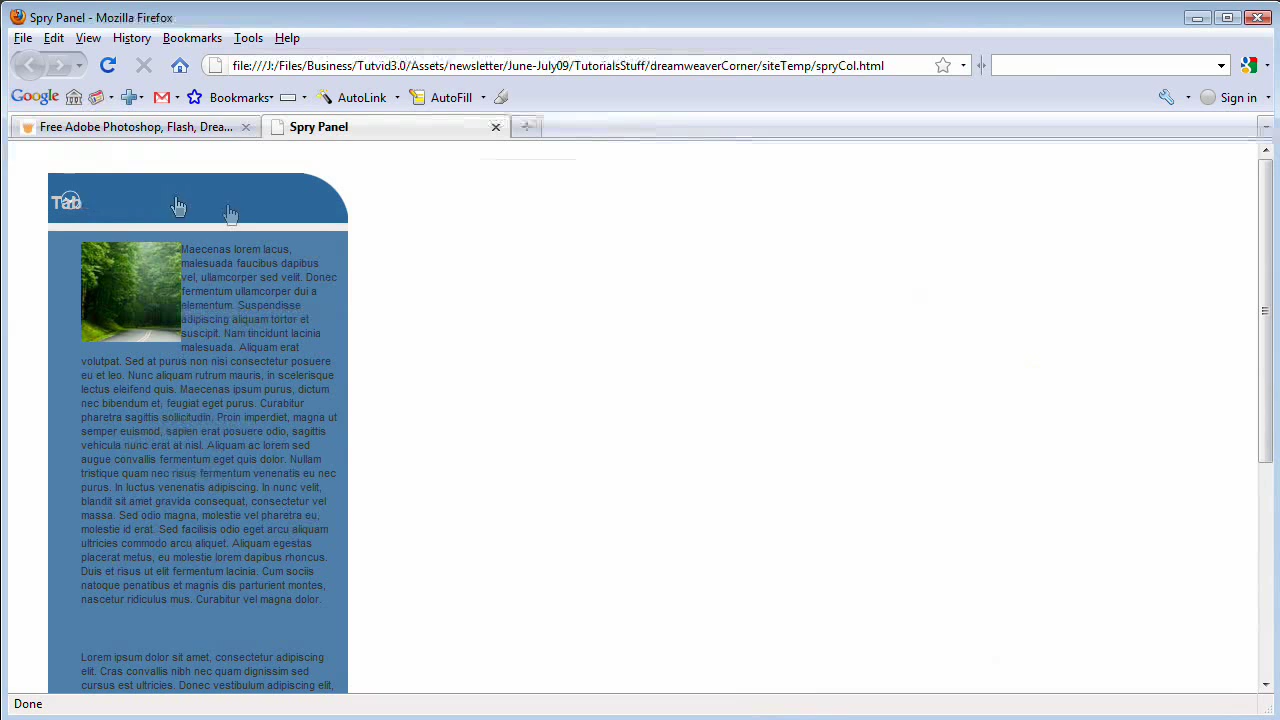 Spry Panel - Mozilla Firefox
File Edit View History Bookmarks Tools Help
file:///J:/Files/Business/Tutvid3.0/Assets/newsletter/June-July09/TutorialsStuff/dreamweaverCorner/siteTemp/spryCol.html
Google Bookmarks AutoLink AutoFill Sign in
Free Adobe Photoshop, Flash, Drea... Spry Panel
Tab
Maecenas lorem lacus,
malesuada faucibus dapibus
vel, ullamcorper sed velit. Donec
fermentum ullamcorper dui a
elementum. Suspendisse
adipiscing aliquam tortor et
suscipit. Nam tincidunt lacinia
malesuada. Aliquam erat
volutpat. Sed at purus non nisi consectetur posuere
eu et leo. Nunc aliquam rutrum mauris, in scelerisque
lectus eleifend quis. Maecenas ipsum purus, dictum
nec bibendum et, feugiat eget purus. Curabitur
pharetra sagittis sollicitudin. Proin imperdiet, magna ut
semper euismod, sapien erat posuere odio, sagittis
vehicula nunc erat at nisl. Aliquam ac lorem sed
augue convallis fermentum eget quis dolor. Nullam
tristique quam nec risus fermentum venenatis eu nec
purus. In luctus venenatis adipiscing. In nunc velit,
blandit sit amet gravida consequat, consectetur vel
massa. Sed odio magna, molestie vel pharetra eu,
molestie id erat. Sed facilisis odio eget arcu aliquam
ultricies commodo arcu aliquet. Aliquam egestas
placerat metus, eu molestie lorem dapibus rhoncus.
Duis et risus ut elit fermentum lacinia. Cum sociis
natoque penatibus et magnis dis parturient montes,
nascetur ridiculus mus. Curabitur vel magna dolor.
Lorem ipsum dolor sit amet, consectetur adipiscing
elit. Cras convallis nibh nec quam dignissim sed
cursus est ultricies. Donec vestibulum adipiscing elit,
Done